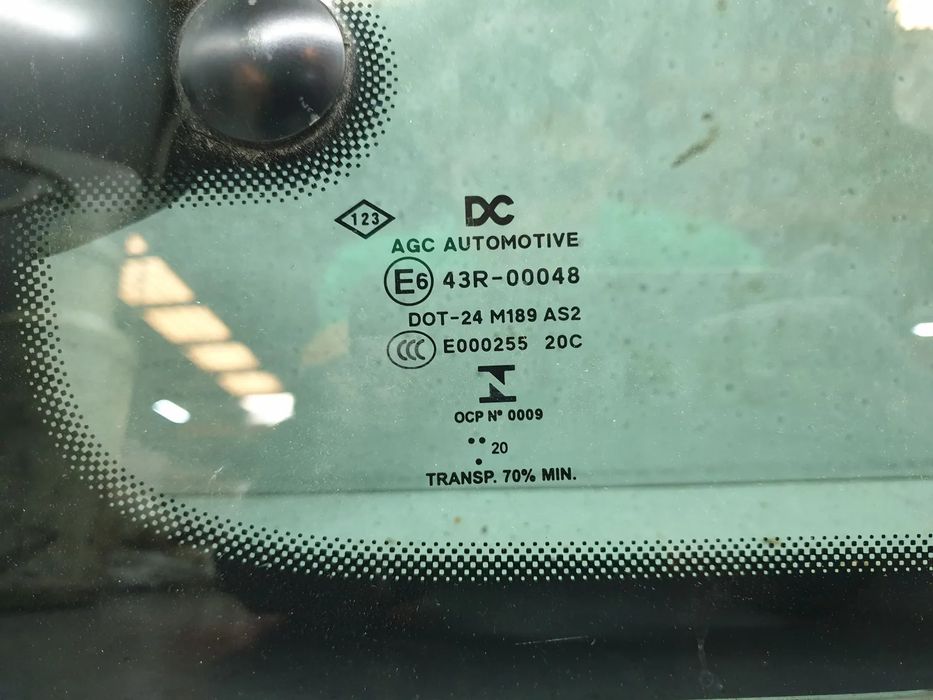 123
DC
AGC AUTOMOTIVE
E6 43R-00048
DOT-24 M189 AS2
CCC E000255 20C
OCP Nº 0009
20
TRANSP. 70% MIN.